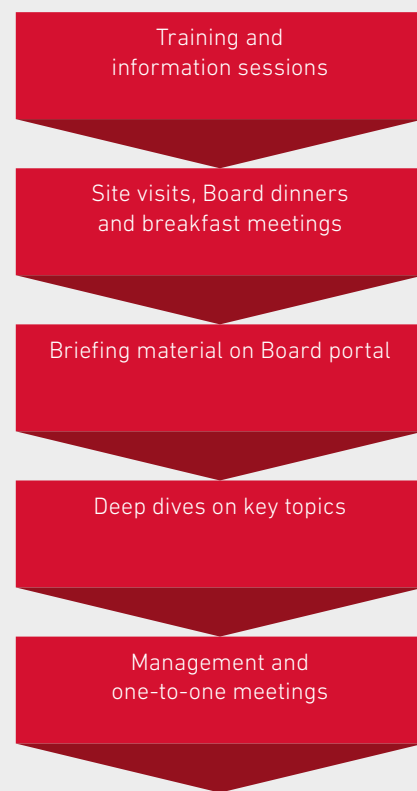 Training and
information sessions
Site visits, Board dinners
and breakfast meetings
Briefing material on Board portal
Deep dives on key topics
Management and
one-to-one meetings